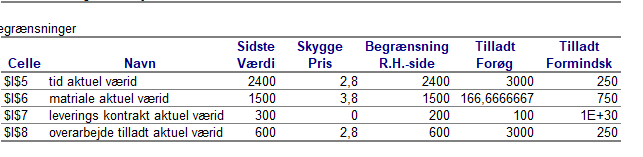 egrænsninger
Sidste Skygge Begrænsning Tilladt Tilladt
Celle Navn Værdi Pris R.H.-side Forøg Formindsk
$I$5 tid aktuel værid 2400 2,8 2400 3000 250
$I$6 matriale aktuel værid 1500 3,8 1500 166,6666667 750
$I$7 leverings kontrakt aktuel værid 300 0 200 100 1E+30
$I$8 overarbejde tilladt aktuel værid 600 2,8 600 3000 250